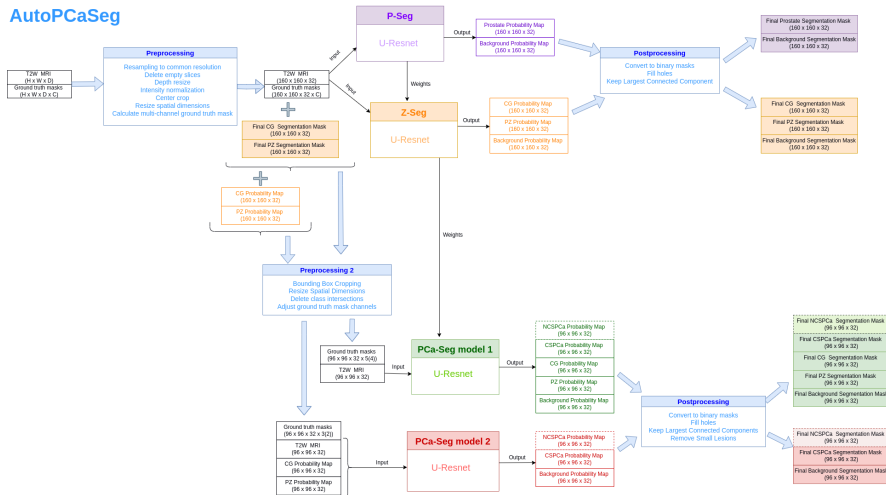 AutoPCaSeg
P-Seg
U-Resnet
Output
Prostate Probability Map
(160 x 160 x 32)
Background Probability Map
(160 x 160 x 32)
Final Prostate Segmentation Mask
(160 x 160 x 32)
Final Background Segmentation Mask
(160 x 160 x 32)
Preprocessing
Resampling to common resolution
Delete empty slices
Depth resize
Intensity normalization
Center crop
Resize spatial dimensions
Calculate multi-channel ground truth mask
Postprocessing
Convert to binary masks
Fill holes
Keep Largest Connected Component
T2W MRI
(H x W x D)
Ground truth masks
(H x W x D x C)
T2W MRI
(160 x 160 x 32)
Ground truth masks
(160 x 160 x 32 x C)
Input
Input
Weights
Z-Seg
U-Resnet
Output
CG Probability Map
(160 x 160 x 32)
PZ Probability Map
(160 x 160 x 32)
Background Probability Map
(160 x 160 x 32)
Final CG Segmentation Mask
(160 x 160 x 32)
Final PZ Segmentation Mask
(160 x 160 x 32)
Final Background Segmentation Mask
(160 x 160 x 32)
Final CG Segmentation Mask
(160 x 160 x 32)
Final PZ Segmentation Mask
(160 x 160 x 32)
CG Probability Map
(160 x 160 x 32)
PZ Probability Map
(160 x 160 x 32)
Weights
Preprocessing 2
Bounding Box Cropping
Resize Spatial Dimensions
Delete class intersections
Adjust ground truth mask channels
Ground truth masks
(96 x 96 x 32 x 5(4))
T2W MRI
(96 x 96 x 32)
Input
PCa-Seg model 1
U-Resnet
Output
NCSPCa Probability Map
(96 x 96 x 32)
CSPCa Probability Map
(96 x 96 x 32)
CG Probability Map
(96 x 96 x 32)
PZ Probability Map
(96 x 96 x 32)
Background Probability Map
(96 x 96 x 32)
Final NCSPCa Segmentation Mask
(96 x 96 x 32)
Final CSPCa Segmentation Mask
(96 x 96 x 32)
Final CG Segmentation Mask
(96 x 96 x 32)
Final PZ Segmentation Mask
(96 x 96 x 32)
Final Background Segmentation Mask
(96 x 96 x 32)
Postprocessing
Convert to binary masks
Fill holes
Keep Largest Connected Components
Remove Small Lesions
Ground truth masks
(96 x 96 x 32 x 3(2))
T2W MRI
(96 x 96 x 32)
CG Probability Map
(96 x 96 x 32)
PZ Probability Map
(96 x 96 x 32)
Input
PCa-Seg model 2
U-Resnet
Output
NCSPCa Probability Map
(96 x 96 x 32)
CSPCa Probability Map
(96 x 96 x 32)
Background Probability Map
(96 x 96 x 32)
Final NCSPCa Segmentation Mask
(96 x 96 x 32)
Final CSPCa Segmentation Mask
(96 x 96 x 32)
Final Background Segmentation Mask
(96 x 96 x 32)